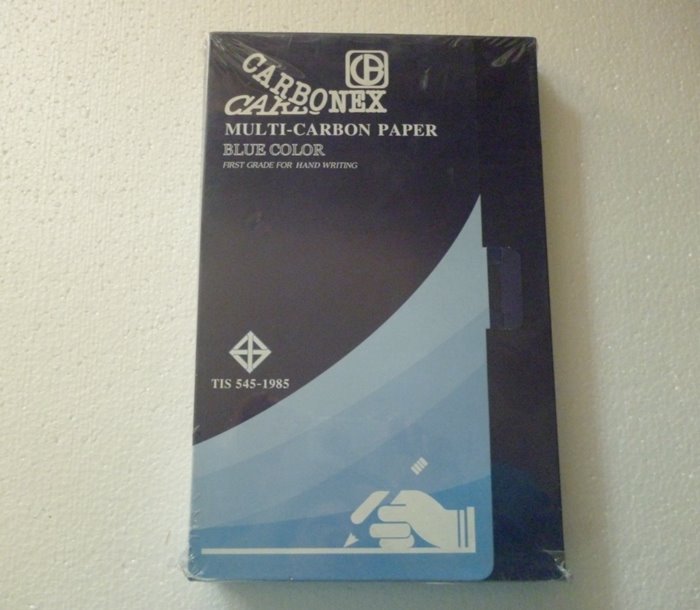 CARBONEX
MULTI-CARBON PAPER
BLUE COLOR
FIRST GRADE FOR HAND WRITING
TIS 545-1985